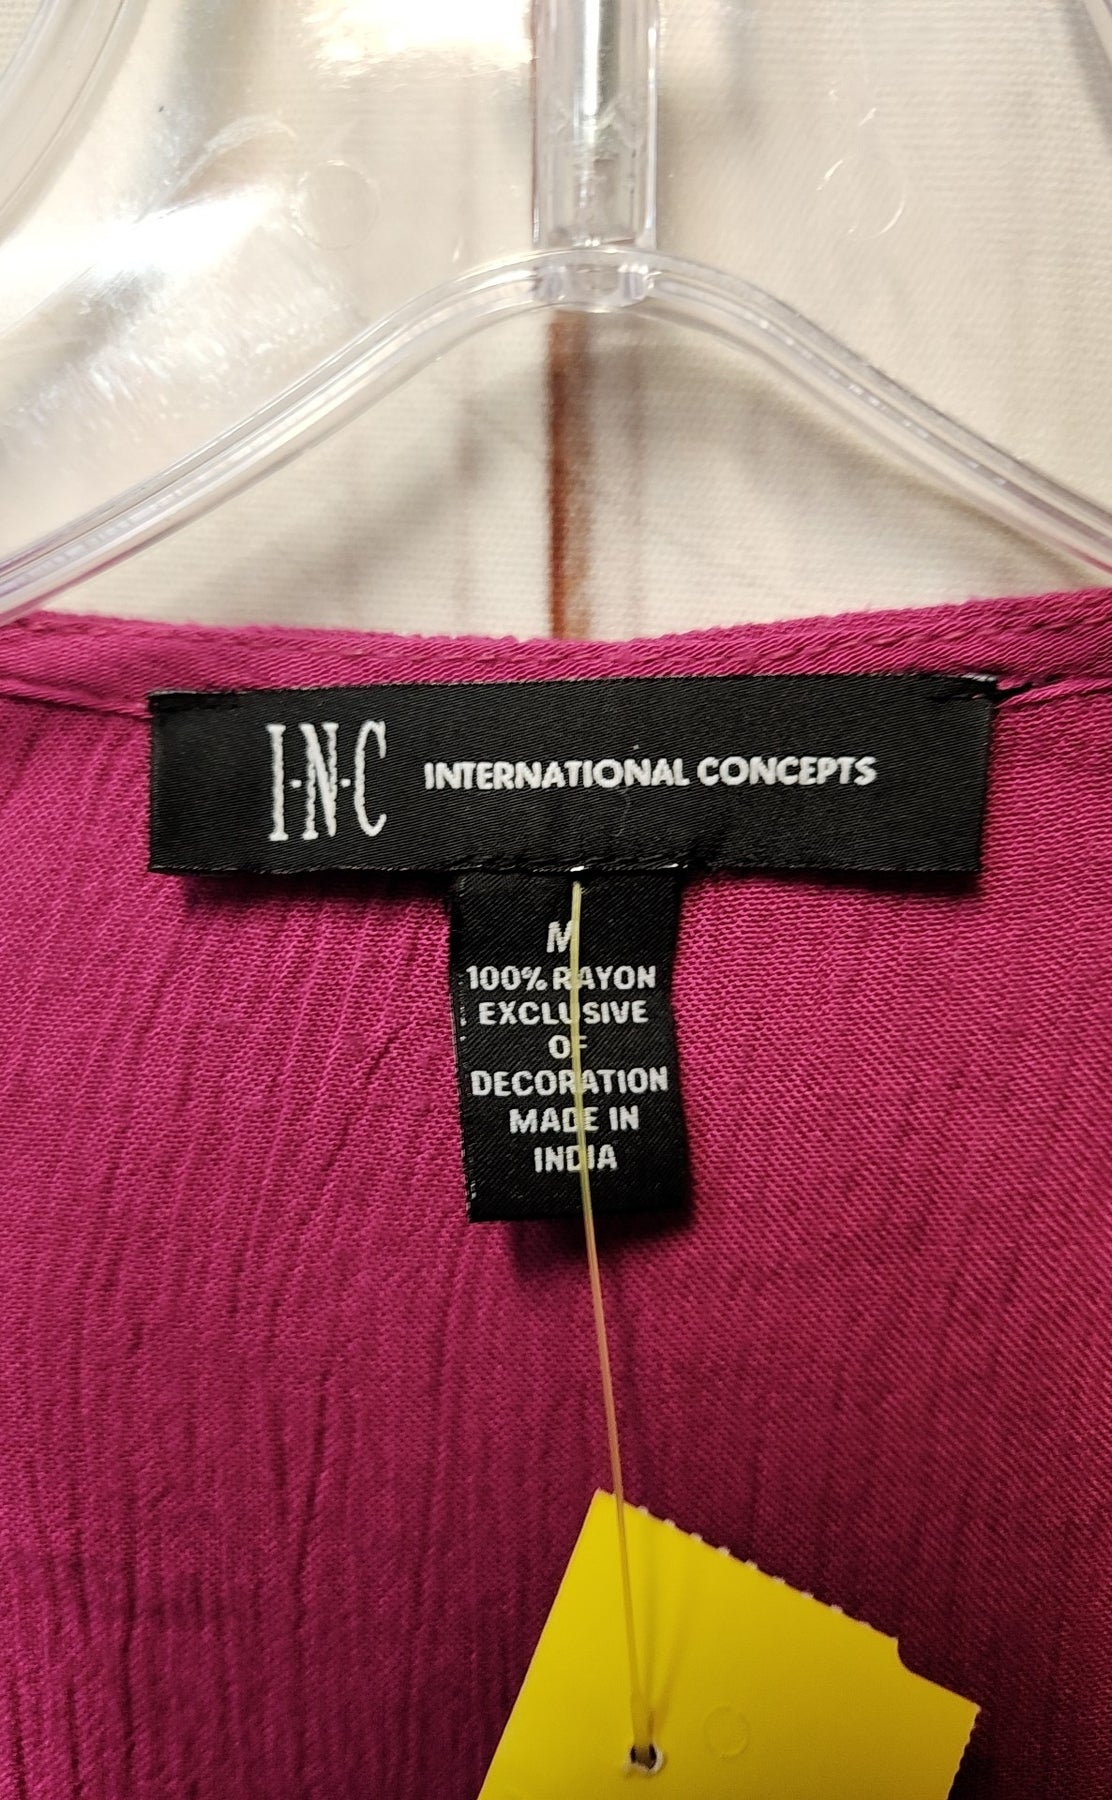 I·N·C INTERNATIONAL CONCEPTS
M
100% RAYON
EXCLUSIVE
OF
DECORATION
MADE IN
INDIA